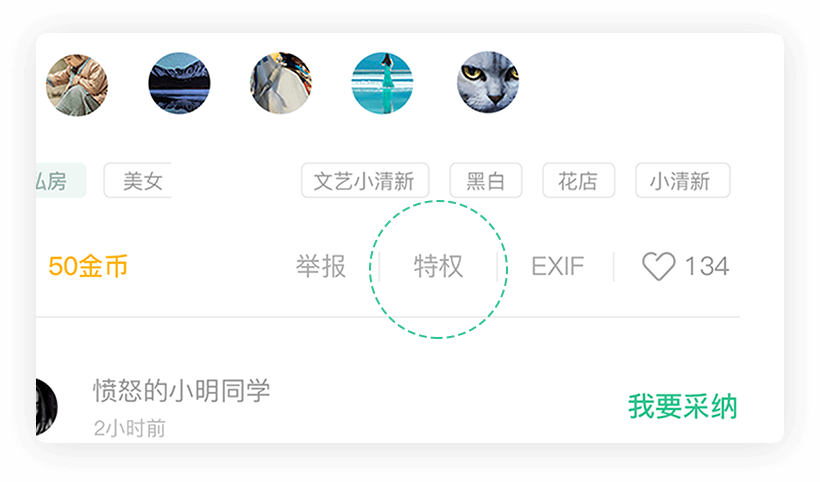 私房 美女 文艺小清新 黑白 花店 小清新
50金币 举报 特权 EXIF 134
愤怒的小明同学
我要采纳
2小时前